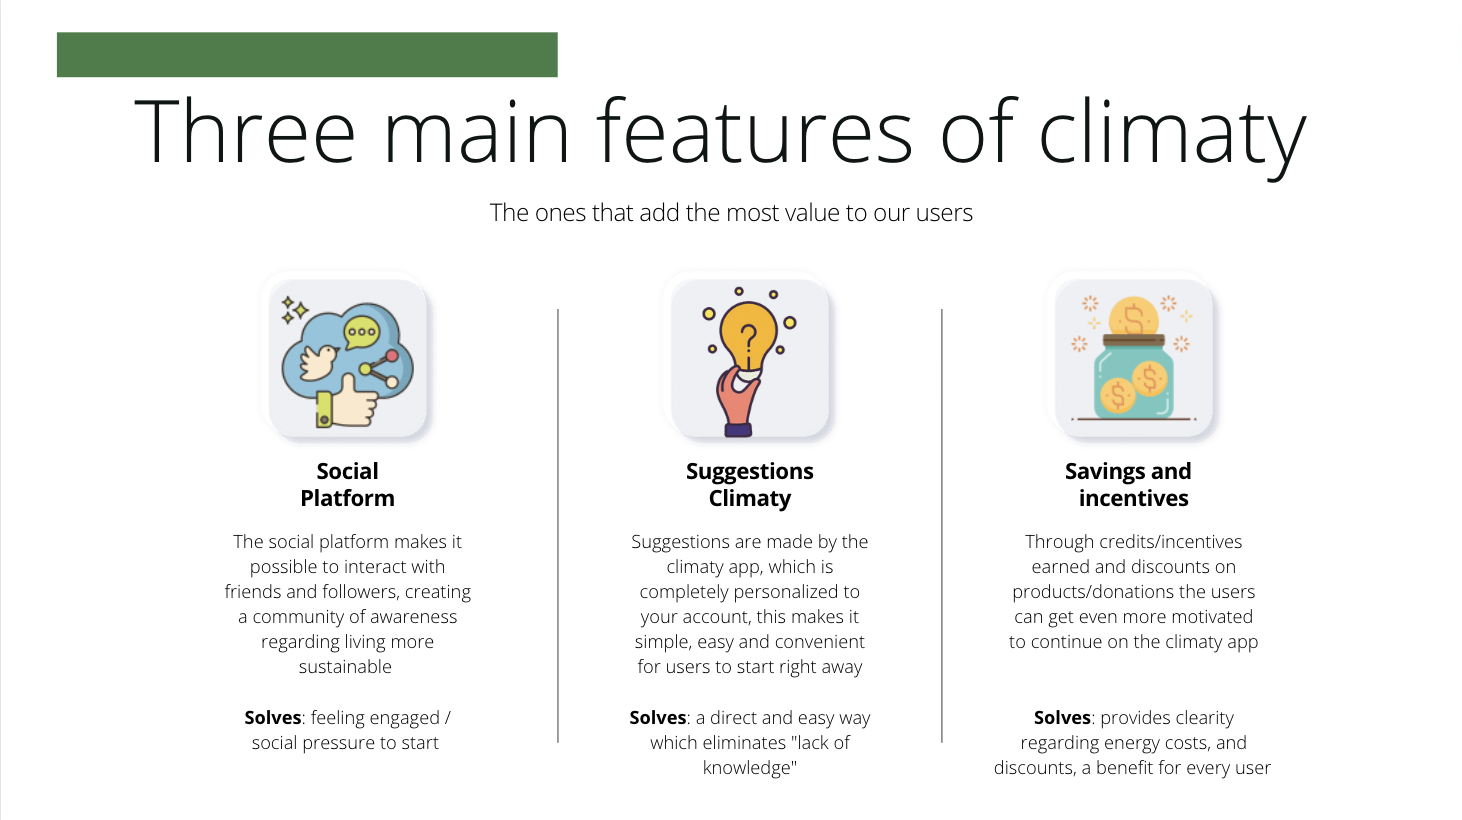 Three main features of climaty
The ones that add the most value to our users
Social
Platform
The social platform makes it
possible to interact with
friends and followers, creating
a community of awareness
regarding living more
sustainable
Solves: feeling engaged /
social pressure to start
Suggestions
Climaty
Suggestions are made by the
climaty app, which is
completely personalized to
your account, this makes it
simple, easy and convenient
for users to start right away
Solves: a direct and easy way
which eliminates "lack of
knowledge"
Savings and
incentives
Through credits/incentives
earned and discounts on
products/donations the users
can get even more motivated
to continue on the climaty app
Solves: provides clearity
regarding energy costs, and
discounts, a benefit for every user